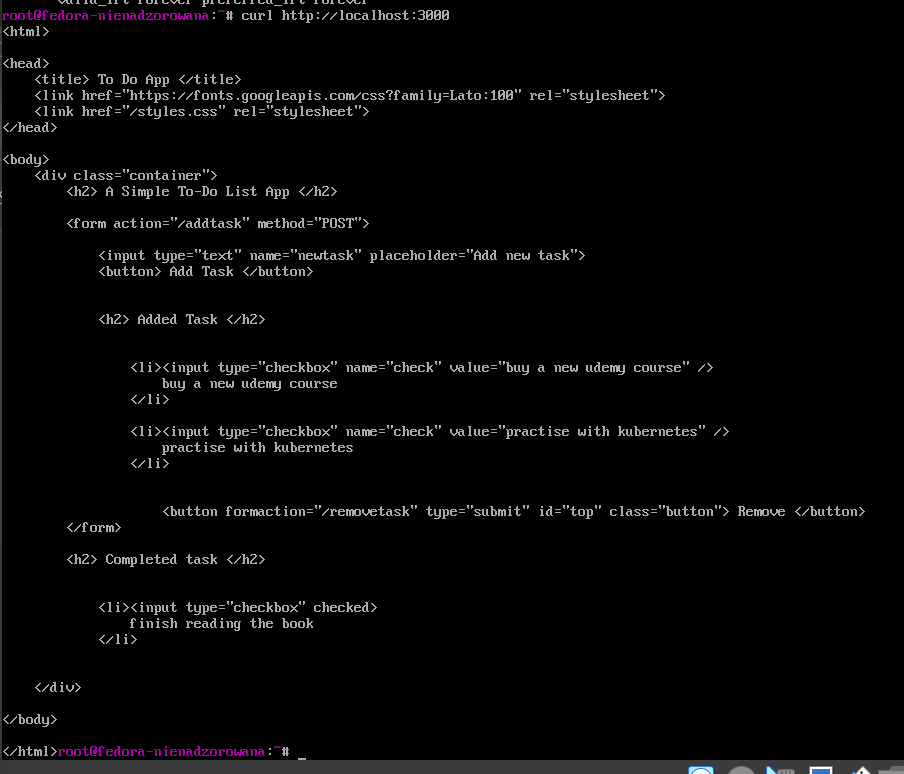 valid_lft forever preferred_lft forever
root@fedora-nienadzorowana:~# curl http://localhost:3000
<html>
<head>
<title> To Do App </title>
<link href="https://fonts.googleapis.com/css?family=Lato:100" rel="stylesheet">
<link href="/styles.css" rel="stylesheet">
</head>
<body>
<div class="container">
<h2> A Simple To-Do List App </h2>
<form action="/addtask" method="POST">
<input type="text" name="newtask" placeholder="Add new task">
<button> Add Task </button>
<h2> Added Task </h2>
<li><input type="checkbox" name="check" value="buy a new udemy course" />
buy a new udemy course
</li>
<li><input type="checkbox" name="check" value="practise with kubernetes" />
practise with kubernetes
</li>
<button formaction="/removetask" type="submit" id="top" class="button"> Remove </button>
</form>
<h2> Completed task </h2>
<li><input type="checkbox" checked>
finish reading the book
</li>
</div>
</body>
</html>root@fedora-nienadzorowana:~# _